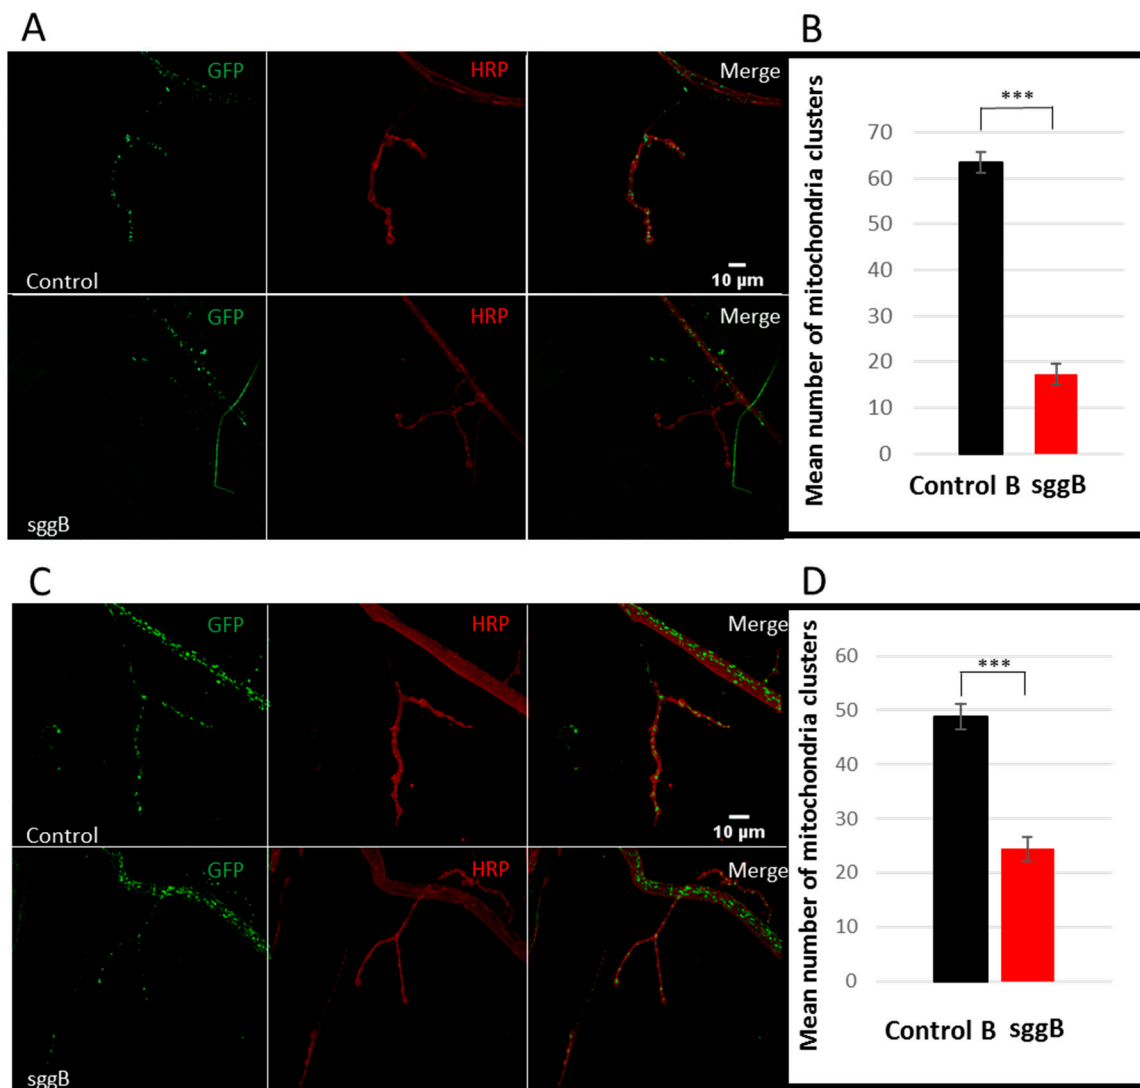 A
GFP
HRP
Merge
Control
10 µm
GFP
HRP
Merge
sggB
B
Mean number of mitochondria clusters
***
70
60
50
40
30
20
10
0
Control B sggB
C
GFP
HRP
Merge
Control
10 µm
GFP
HRP
Merge
sggB
D
Mean number of mitochondria clusters
***
60
50
40
30
20
10
0
Control B sggB